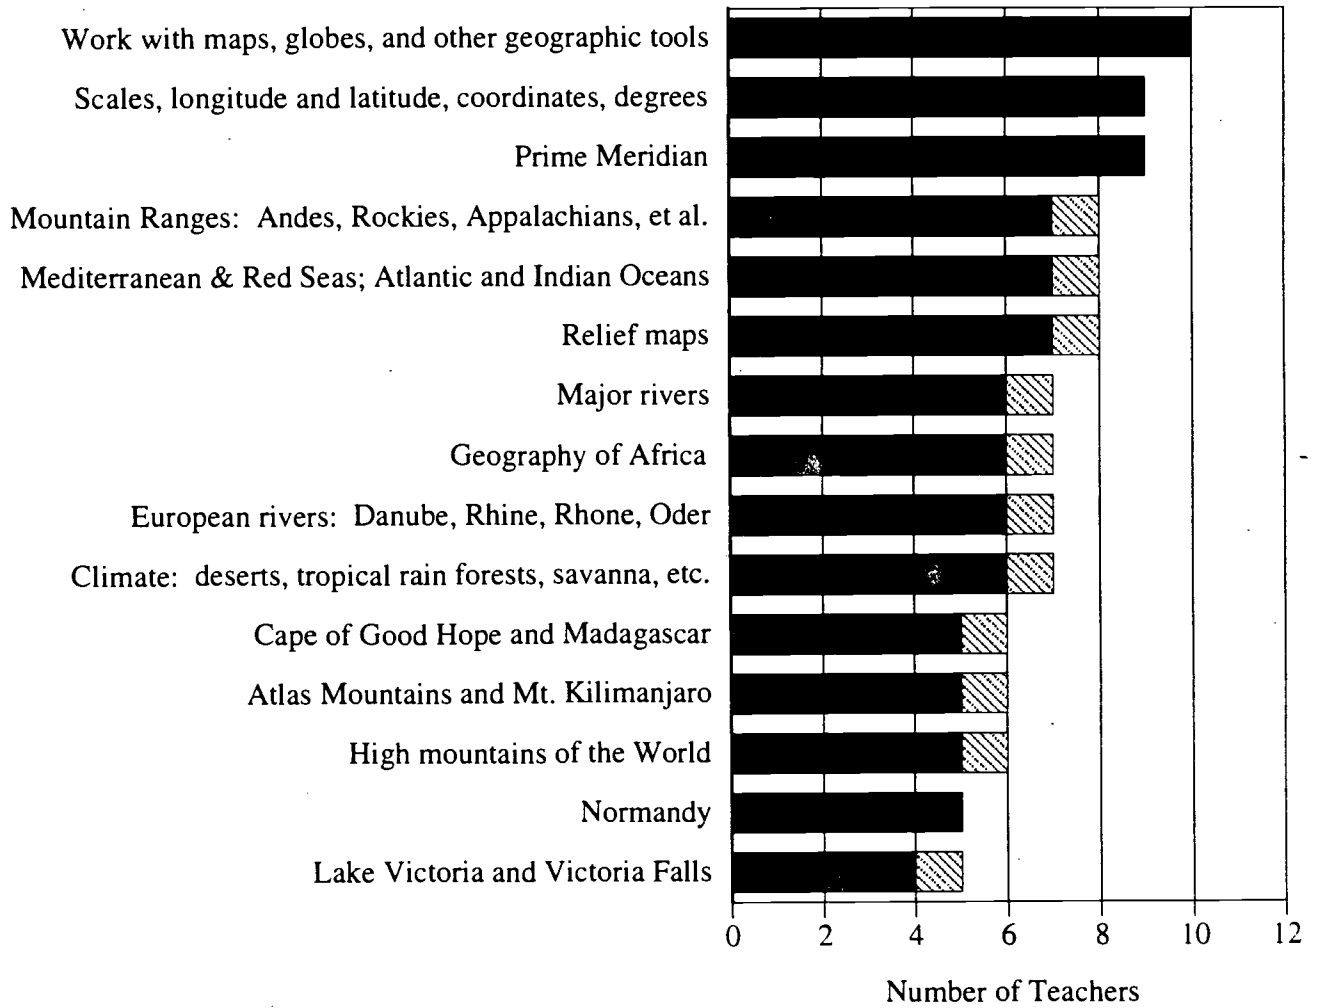 Work with maps, globes, and other geographic tools
Scales, longitude and latitude, coordinates, degrees
Prime Meridian
Mountain Ranges: Andes, Rockies, Appalachians, et al.
Mediterranean & Red Seas; Atlantic and Indian Oceans
Relief maps
Major rivers
Geography of Africa
European rivers: Danube, Rhine, Rhone, Oder
Climate: deserts, tropical rain forests, savanna, etc.
Cape of Good Hope and Madagascar
Atlas Mountains and Mt. Kilimanjaro
High mountains of the World
Normandy
Lake Victoria and Victoria Falls
0 2 4 6 8 10 12
Number of Teachers